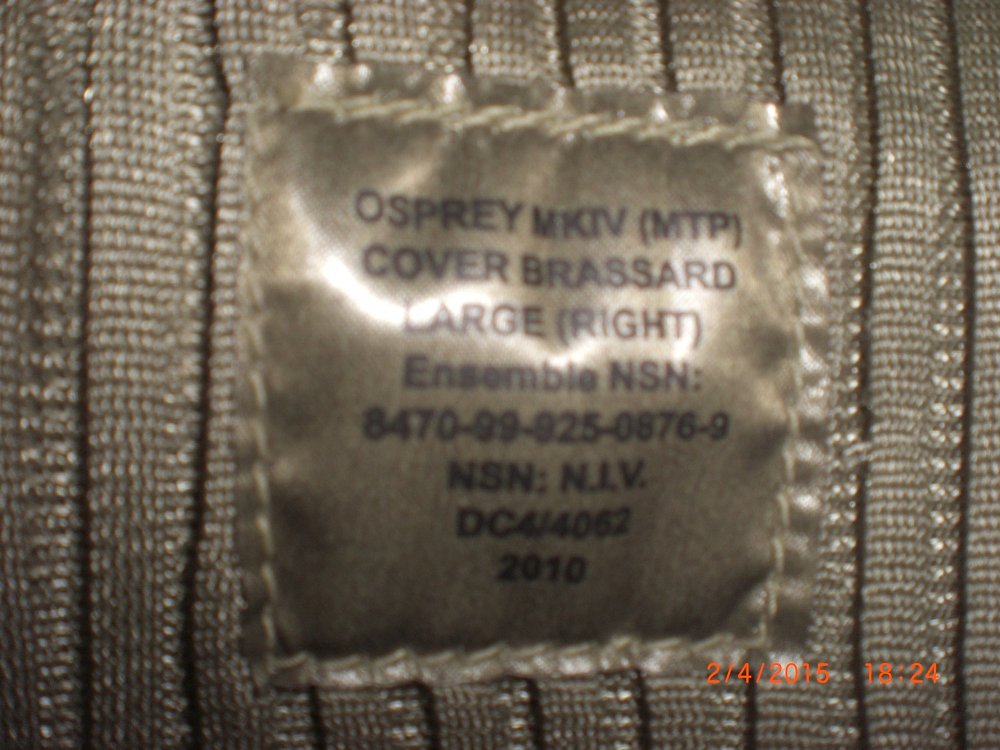 OSPREY MKIV (MTP)
COVER BRASSARD
LARGE (RIGHT)
Ensemble NSN:
8470-99-925-0876-9
NSN: N.I.V.
DC4/4062
2010
2/4/2015 18:24